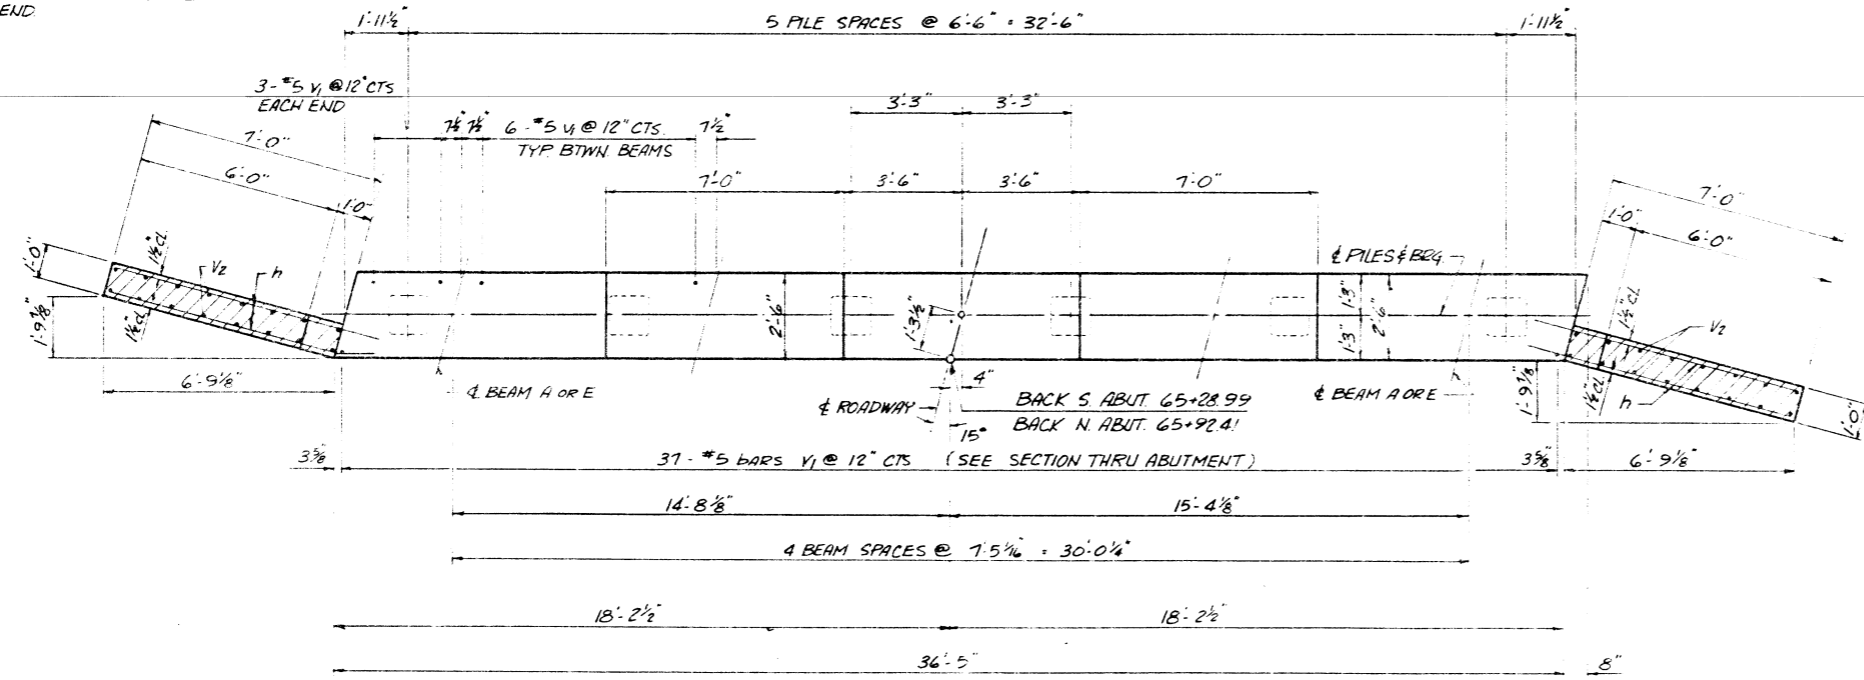 END.
1'-11½" 5 PILE SPACES @ 6'-6" = 32'-6" 1'-11½"
3 - #5 V1 @ 12" CTS
EACH END
3'-3" 3'-3"
7½" 7½" 6 - #5 V1 @ 12" CTS. 7½"
TYP. BTWN. BEAMS
7'-0"
6'-0"
1'-0"
7'-0" 3'-6" 3'-6" 7'-0"
7'-0"
1'-0"
6'-0"
1'-0"
1½" CL.
V2
h
1'-9⅞"
1½" CL.
6'-9⅛"
2'-6"
1'-3½"
℄ PILES & BRG.
1'-3"
1'-3"
2'-6"
1½" CL.
V2
1'-9⅞"
1½" CL.
h
1'-0"
℄ BEAM A OR E
4"
℄ ROADWAY
15°
BACK S. ABUT. 65+28.99
BACK N. ABUT. 65+92.41
℄ BEAM A OR E
3⅝" 37 - #5 bars V1 @ 12" CTS (SEE SECTION THRU ABUTMENT) 3⅝" 6'-9⅛"
14'-8⅛" 15'-4⅛"
4 BEAM SPACES @ 7'-5 1/16" = 30'-0¼"
18'-2½" 18'-2½"
36'-5" 8"